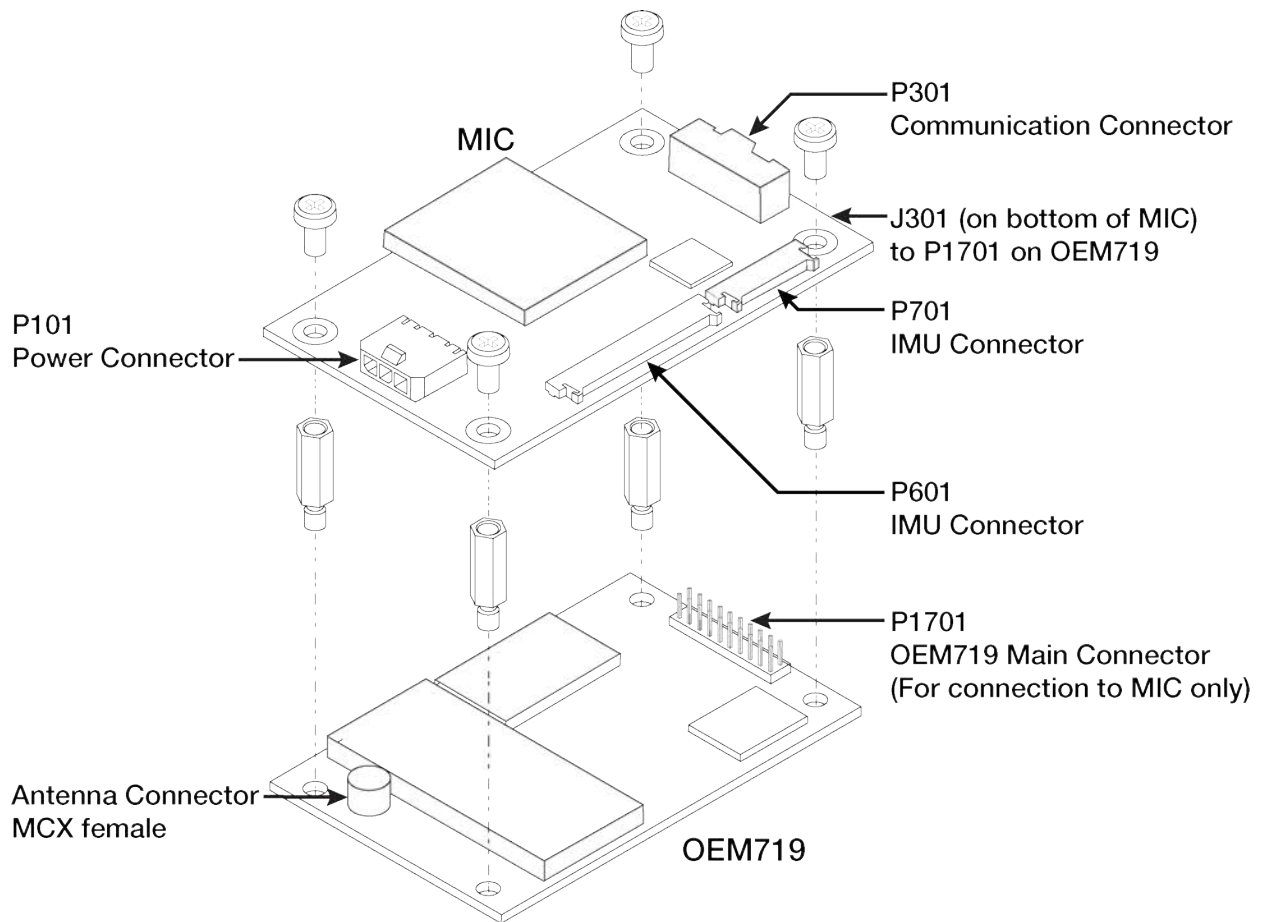 P301
Communication Connector
MIC
J301 (on bottom of MIC)
to P1701 on OEM719
P101
Power Connector
P701
IMU Connector
P601
IMU Connector
P1701
OEM719 Main Connector
(For connection to MIC only)
Antenna Connector
MCX female
OEM719